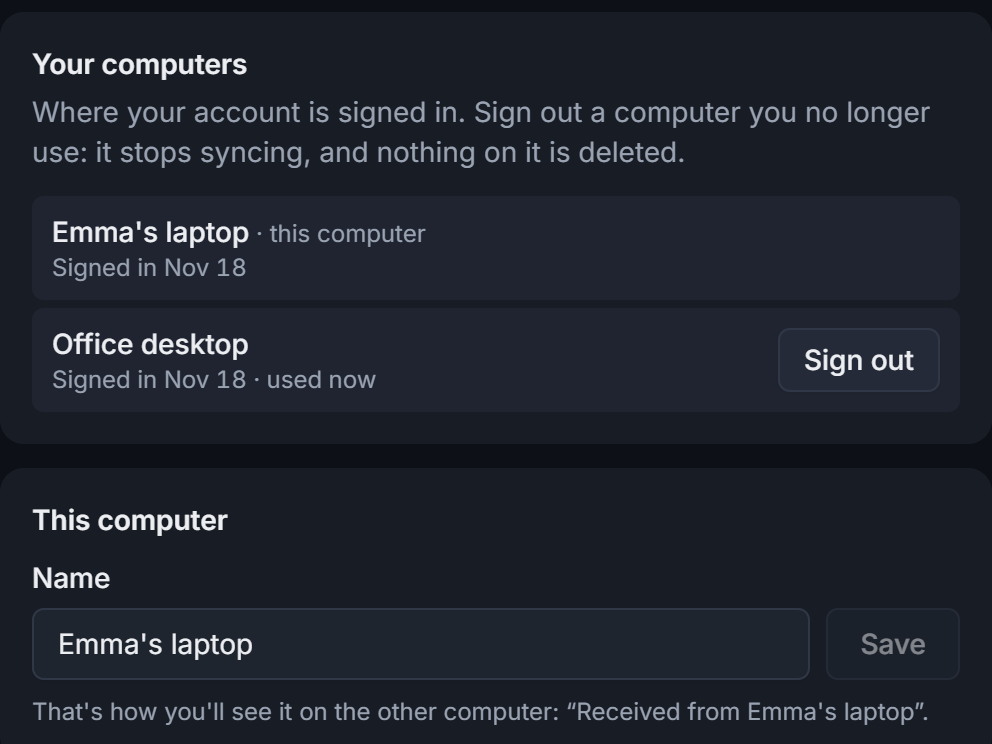 Your computers
Where your account is signed in. Sign out a computer you no longer
use: it stops syncing, and nothing on it is deleted.
Emma's laptop · this computer
Signed in Nov 18
Office desktop
Signed in Nov 18 · used now
Sign out
This computer
Name
Emma's laptop
Save
That's how you'll see it on the other computer: “Received from Emma's laptop”.